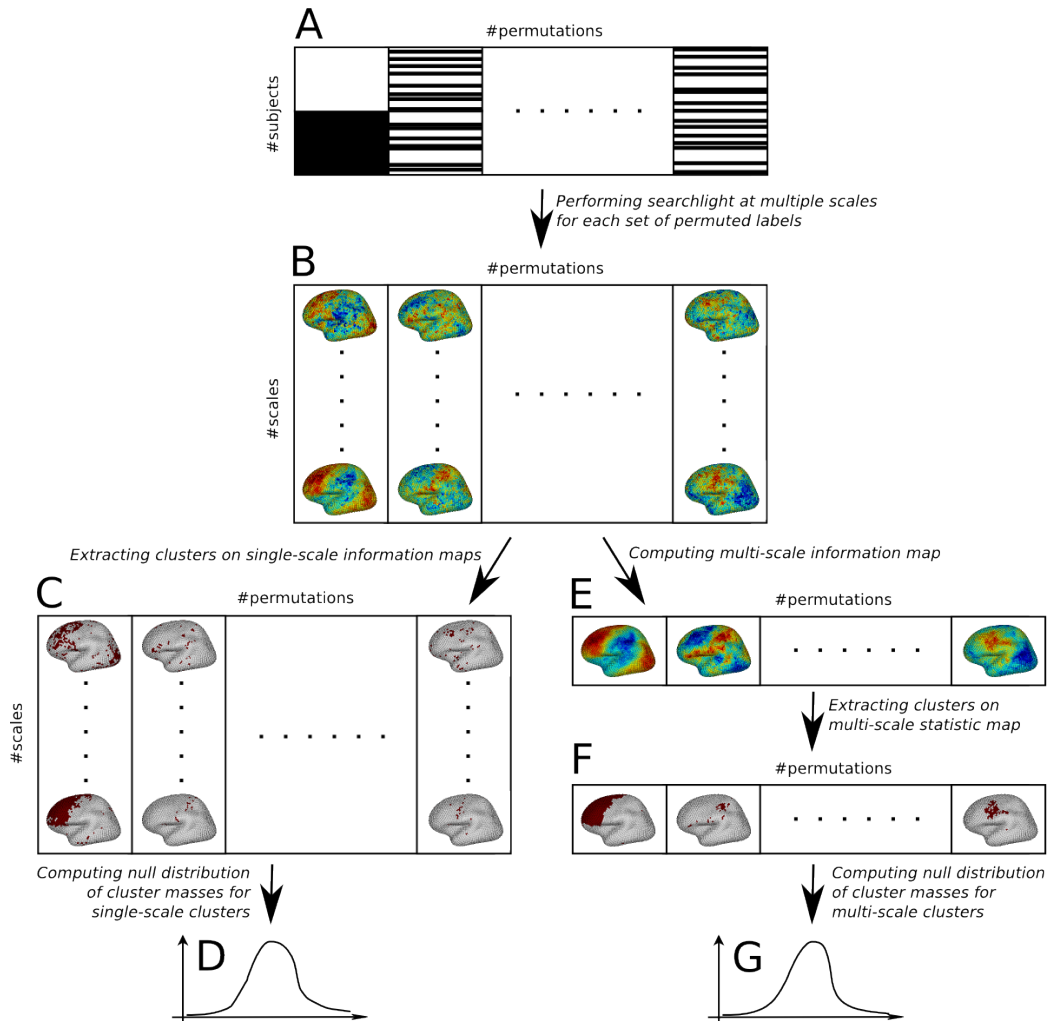 A
#permutations
#subjects
Performing searchlight at multiple scales
for each set of permuted labels
B
#permutations
#scales
Extracting clusters on single-scale information maps
Computing multi-scale information map
C
#permutations
#scales
E
#permutations
Extracting clusters on
multi-scale statistic map
F
#permutations
Computing null distribution
of cluster masses for
single-scale clusters
Computing null distribution
of cluster masses for
multi-scale clusters
D
G